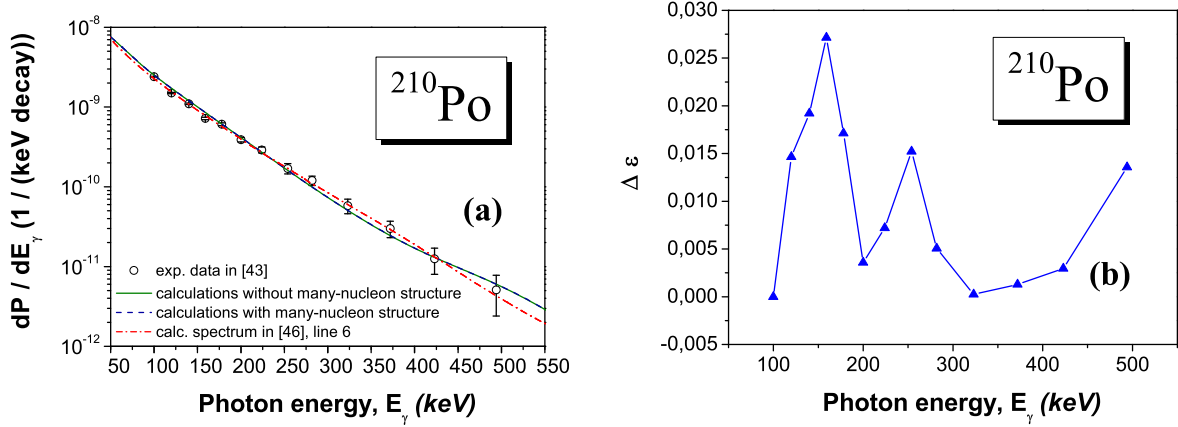 10⁻⁸
10⁻⁹
10⁻¹⁰
10⁻¹¹
10⁻¹²
dP / dE_γ (1 / (keV decay))
²¹⁰Po
(a)
exp. data in [43]
calculations without many-nucleon structure
calculations with many-nucleon structure
calc. spectrum in [46], line 6
50 100 150 200 250 300 350 400 450 500 550
Photon energy, E_γ (keV)
0,030
0,025
0,020
0,015
0,010
0,005
0,000
-0,005
Δ ε
²¹⁰Po
(b)
100 200 300 400 500
Photon energy, E_γ (keV)